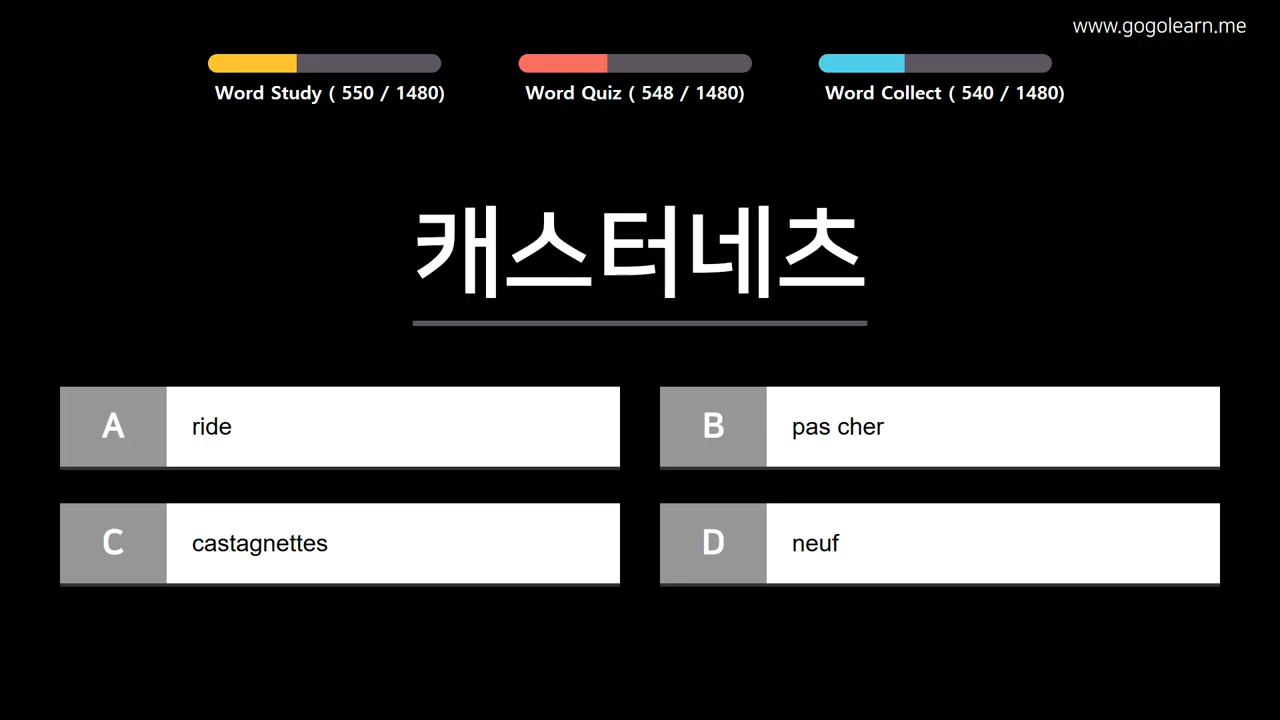 www.gogolearn.me
Word Study ( 550 / 1480)
Word Quiz ( 548 / 1480)
Word Collect ( 540 / 1480)
캐스터네츠
A ride
B pas cher
C castagnettes
D neuf